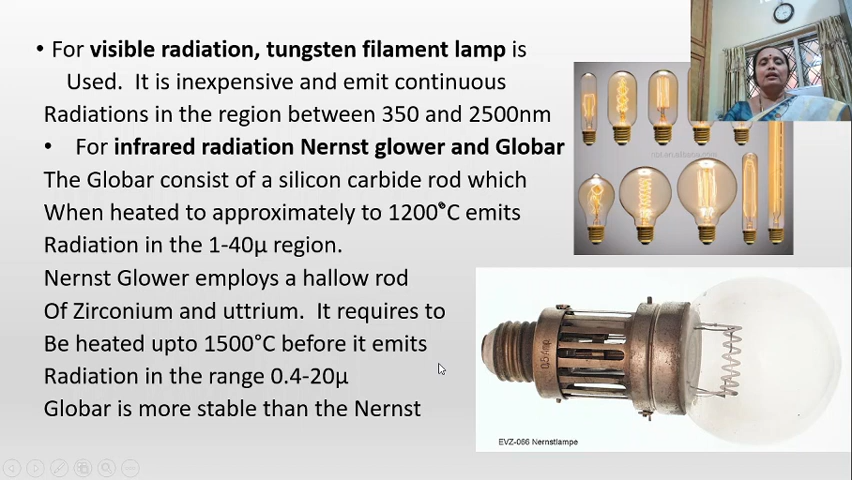 • For visible radiation, tungsten filament lamp is
Used. It is inexpensive and emit continuous
Radiations in the region between 350 and 2500nm
• For infrared radiation Nernst glower and Globar
The Globar consist of a silicon carbide rod which
When heated to approximately to 1200°C emits
Radiation in the 1-40µ region.
Nernst Glower employs a hallow rod
Of Zirconium and uttrium. It requires to
Be heated upto 1500°C before it emits
Radiation in the range 0.4-20µ
Globar is more stable than the Nernst
EVZ-066 Nernstlampe